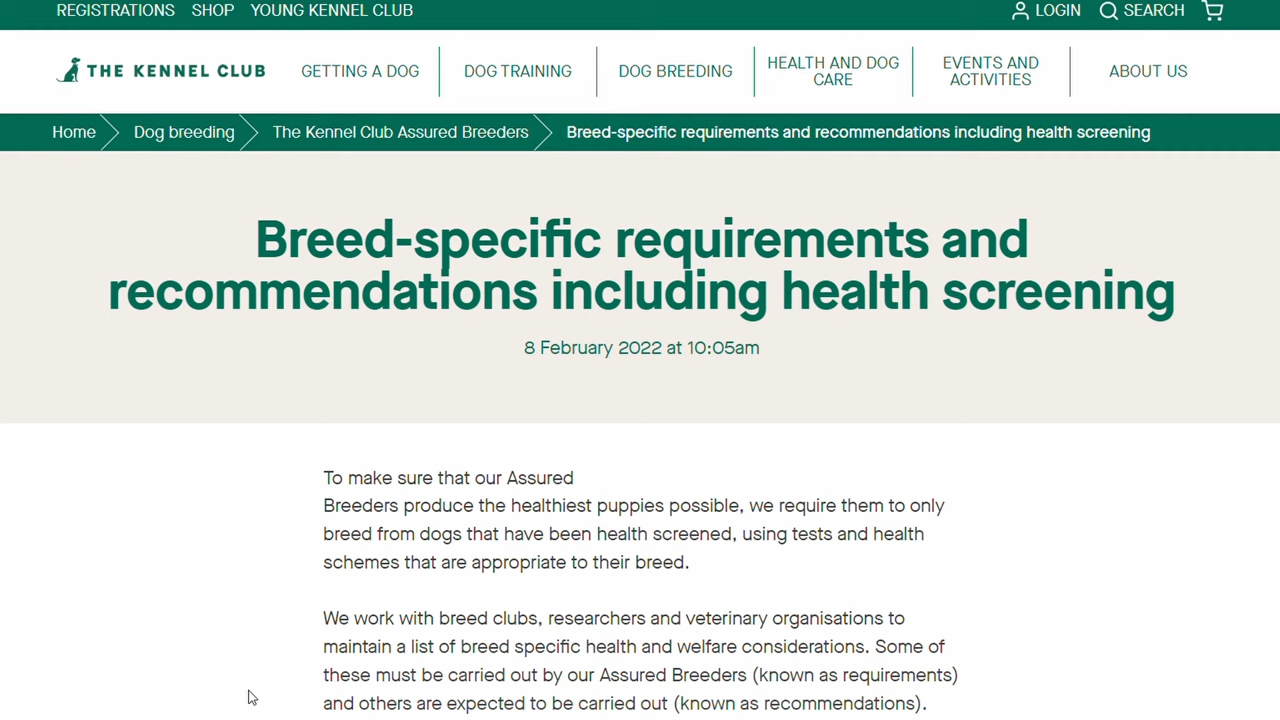 REGISTRATIONS SHOP YOUNG KENNEL CLUB LOGIN SEARCH
THE KENNEL CLUB GETTING A DOG DOG TRAINING DOG BREEDING HEALTH AND DOG CARE EVENTS AND ACTIVITIES ABOUT US
Home Dog breeding The Kennel Club Assured Breeders Breed-specific requirements and recommendations including health screening
Breed-specific requirements and
recommendations including health screening
8 February 2022 at 10:05am
To make sure that our Assured
Breeders produce the healthiest puppies possible, we require them to only
breed from dogs that have been health screened, using tests and health
schemes that are appropriate to their breed.
We work with breed clubs, researchers and veterinary organisations to
maintain a list of breed specific health and welfare considerations. Some of
these must be carried out by our Assured Breeders (known as requirements)
and others are expected to be carried out (known as recommendations).